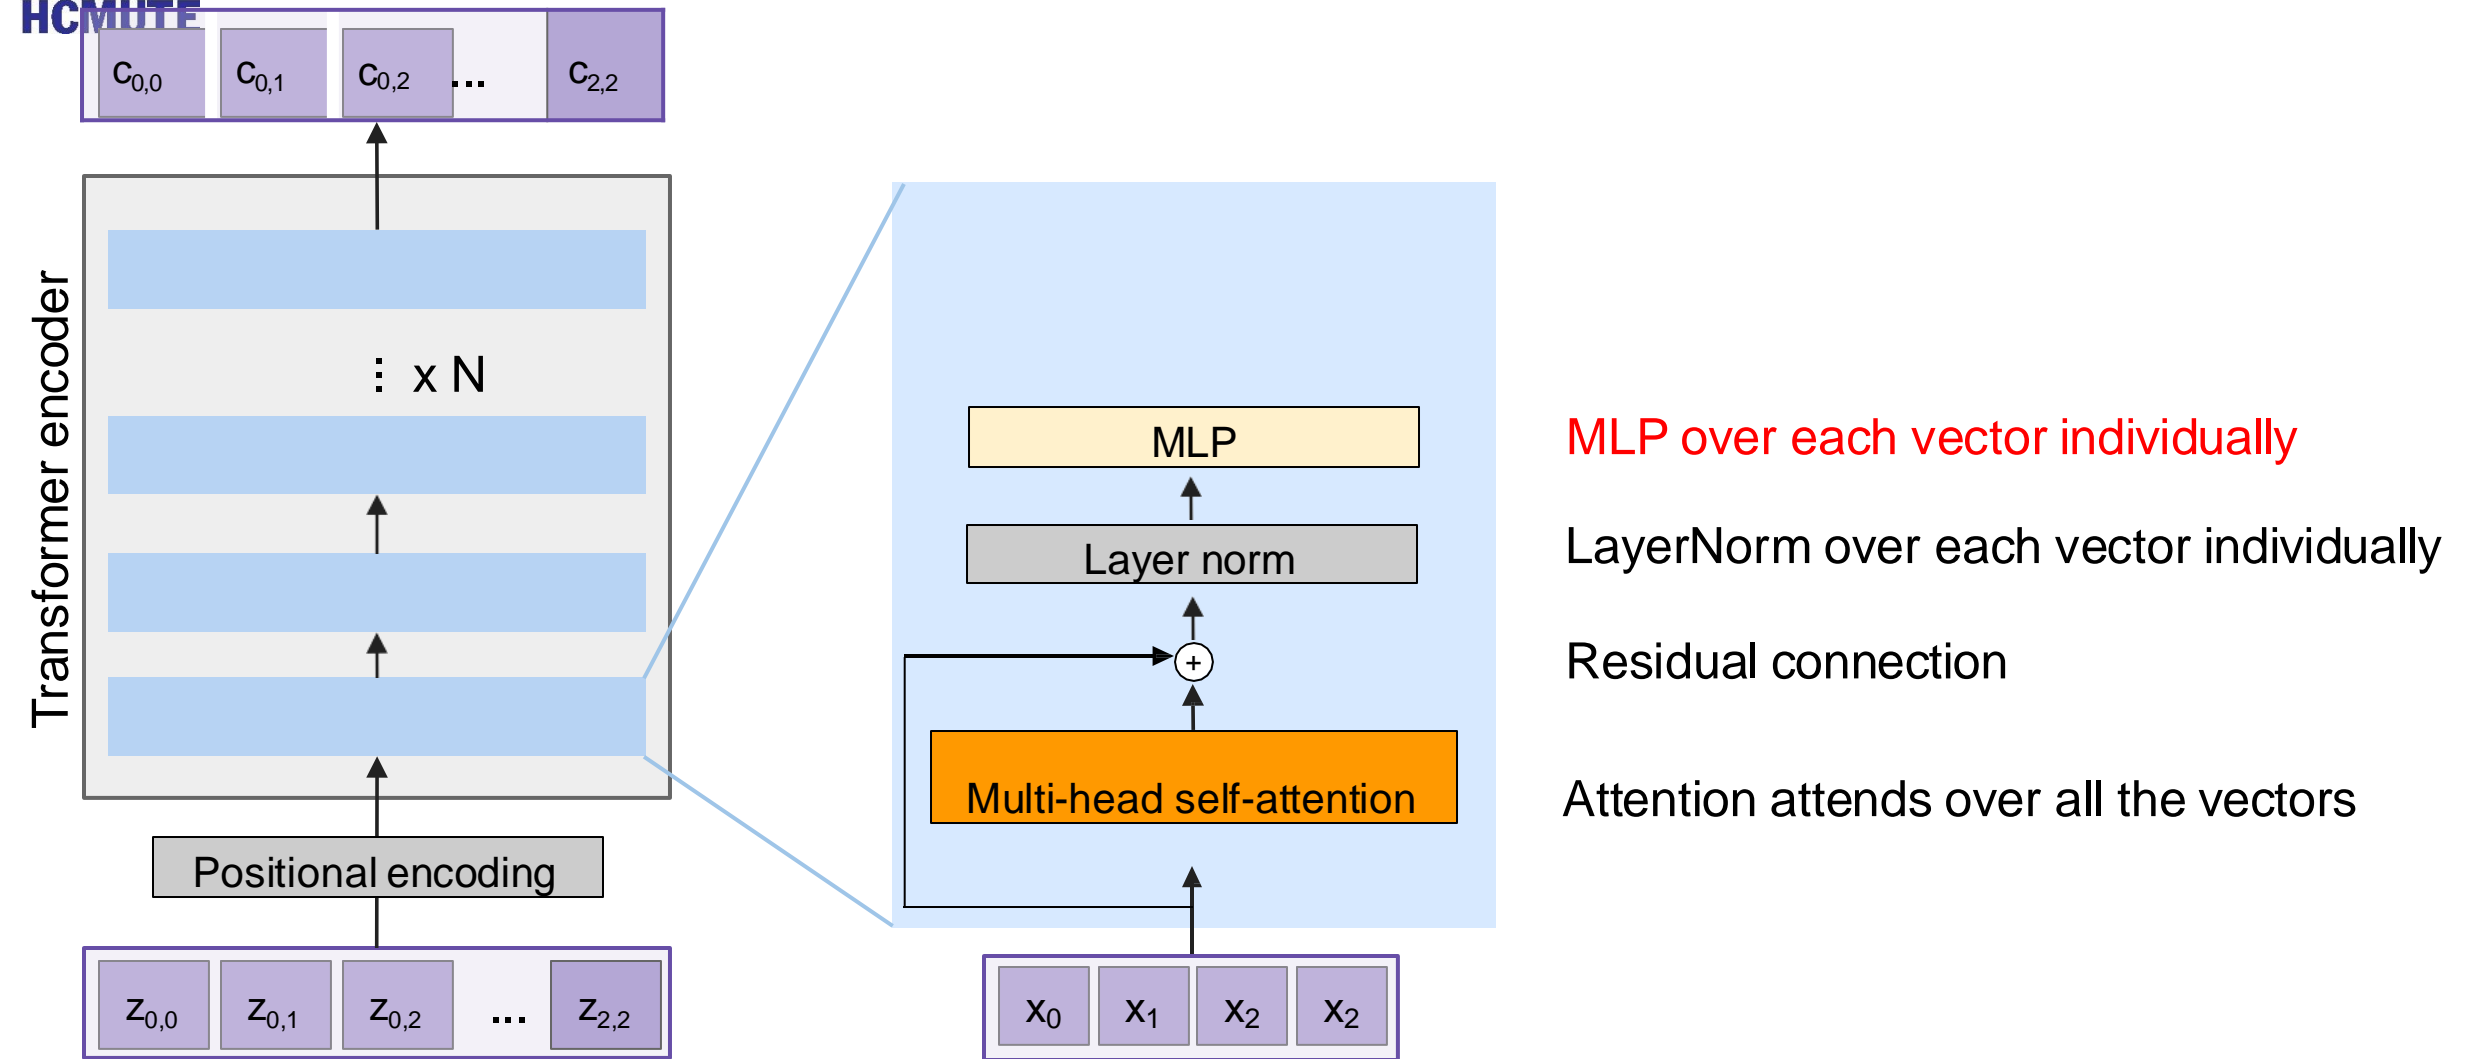 HCMUTE
c0,0 c0,1 c0,2 ... c2,2
Transformer encoder
⋮ x N
Positional encoding
z0,0 z0,1 z0,2 ... z2,2
MLP
Layer norm
+
Multi-head self-attention
x0 x1 x2 x2
MLP over each vector individually
LayerNorm over each vector individually
Residual connection
Attention attends over all the vectors